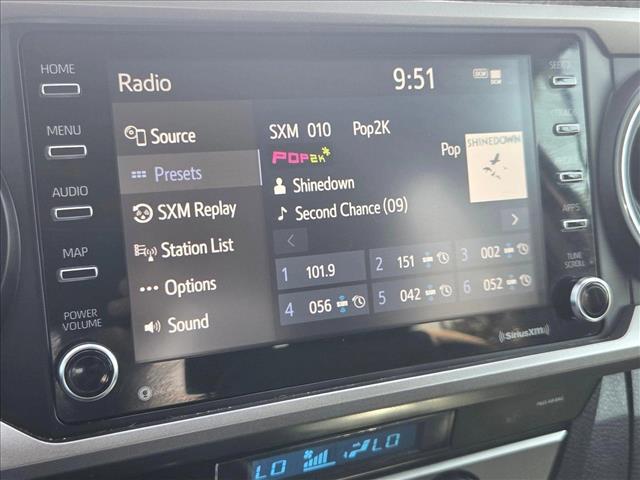 HOME
MENU
AUDIO
MAP
POWER
VOLUME
Radio
9:51
DCM
Source
Presets
SXM Replay
Station List
Options
Sound
SXM 010 Pop2K
POP2K
Pop
SHINEDOWN
Shinedown
Second Chance (09)
1 101.9
2 151
3 002
4 056
5 042
6 052
SEEK
TRACK
APPS
TUNE
SCROLL
SiriusXM
LO
LO